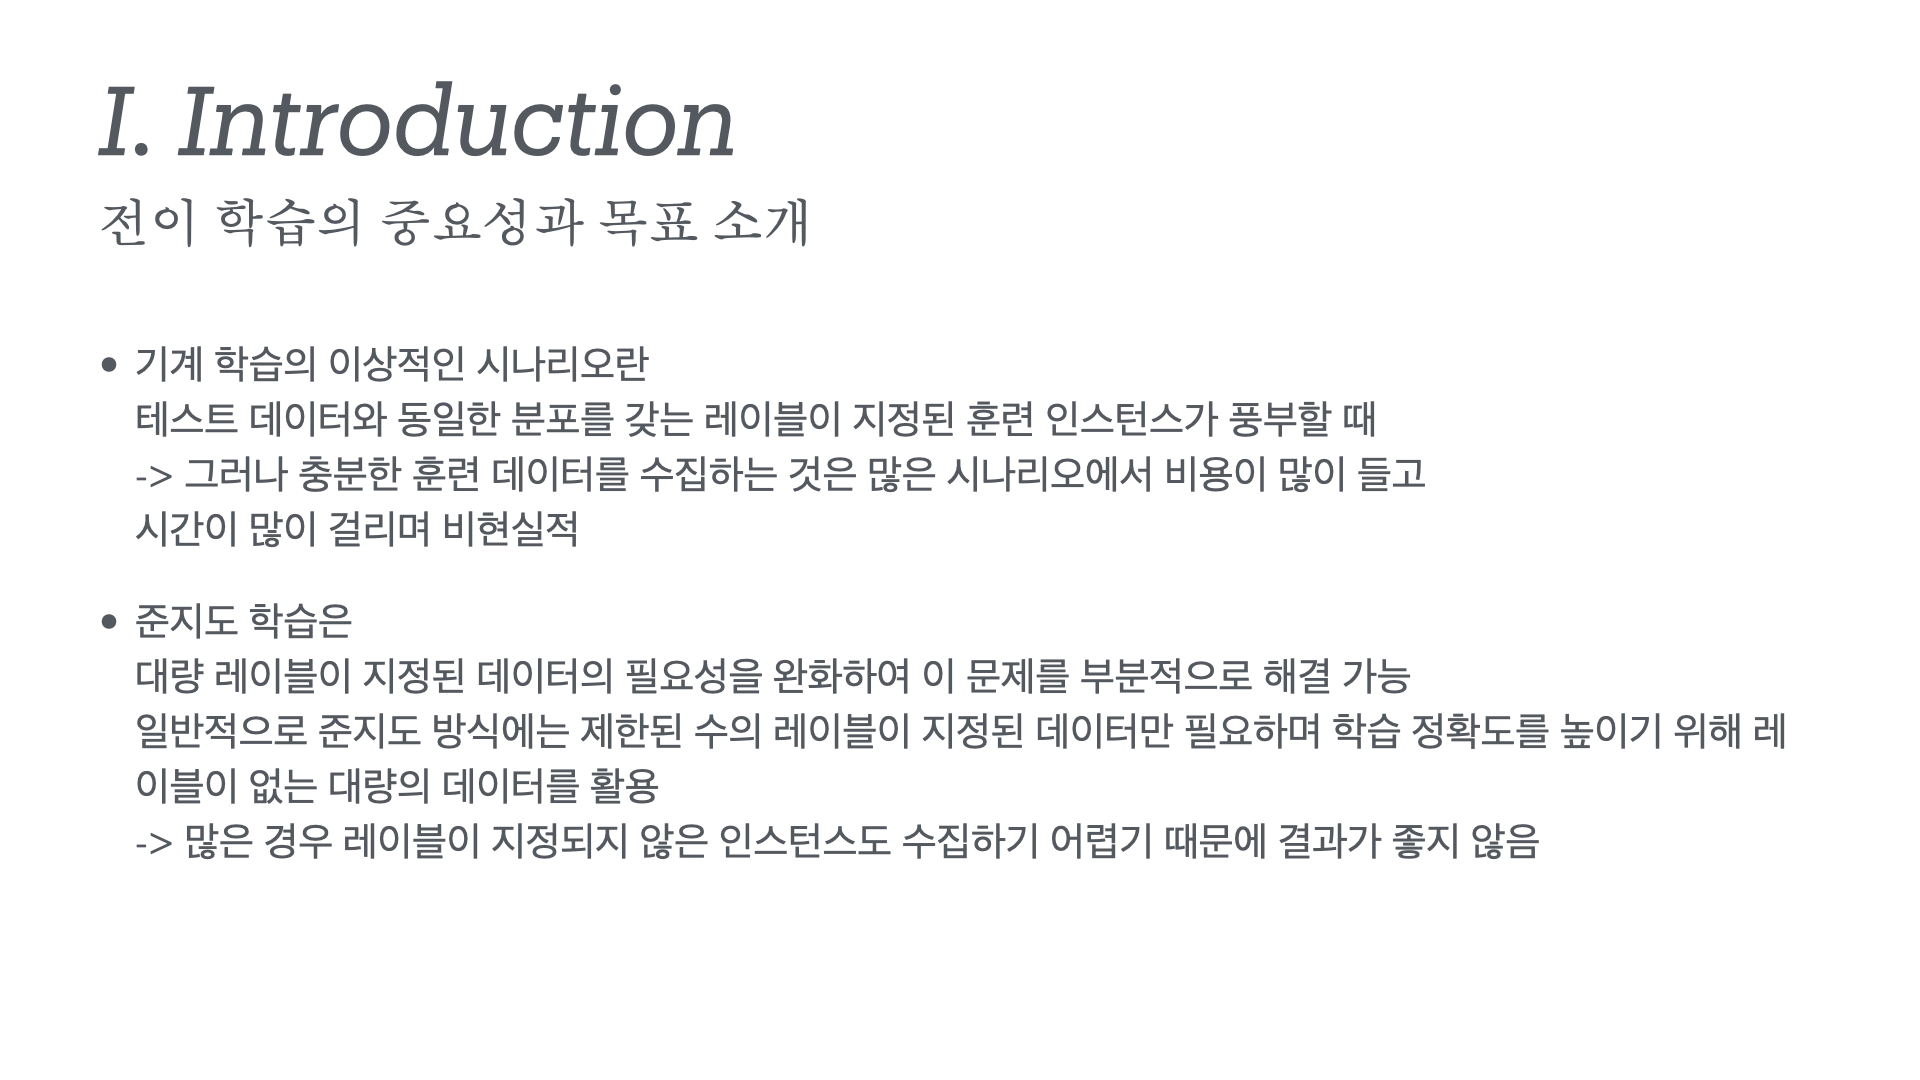 I. Introduction
전이 학습의 중요성과 목표 소개
• 기계 학습의 이상적인 시나리오란
테스트 데이터와 동일한 분포를 갖는 레이블이 지정된 훈련 인스턴스가 풍부할 때
-> 그러나 충분한 훈련 데이터를 수집하는 것은 많은 시나리오에서 비용이 많이 들고
시간이 많이 걸리며 비현실적
• 준지도 학습은
대량 레이블이 지정된 데이터의 필요성을 완화하여 이 문제를 부분적으로 해결 가능
일반적으로 준지도 방식에는 제한된 수의 레이블이 지정된 데이터만 필요하며 학습 정확도를 높이기 위해 레
이블이 없는 대량의 데이터를 활용
-> 많은 경우 레이블이 지정되지 않은 인스턴스도 수집하기 어렵기 때문에 결과가 좋지 않음